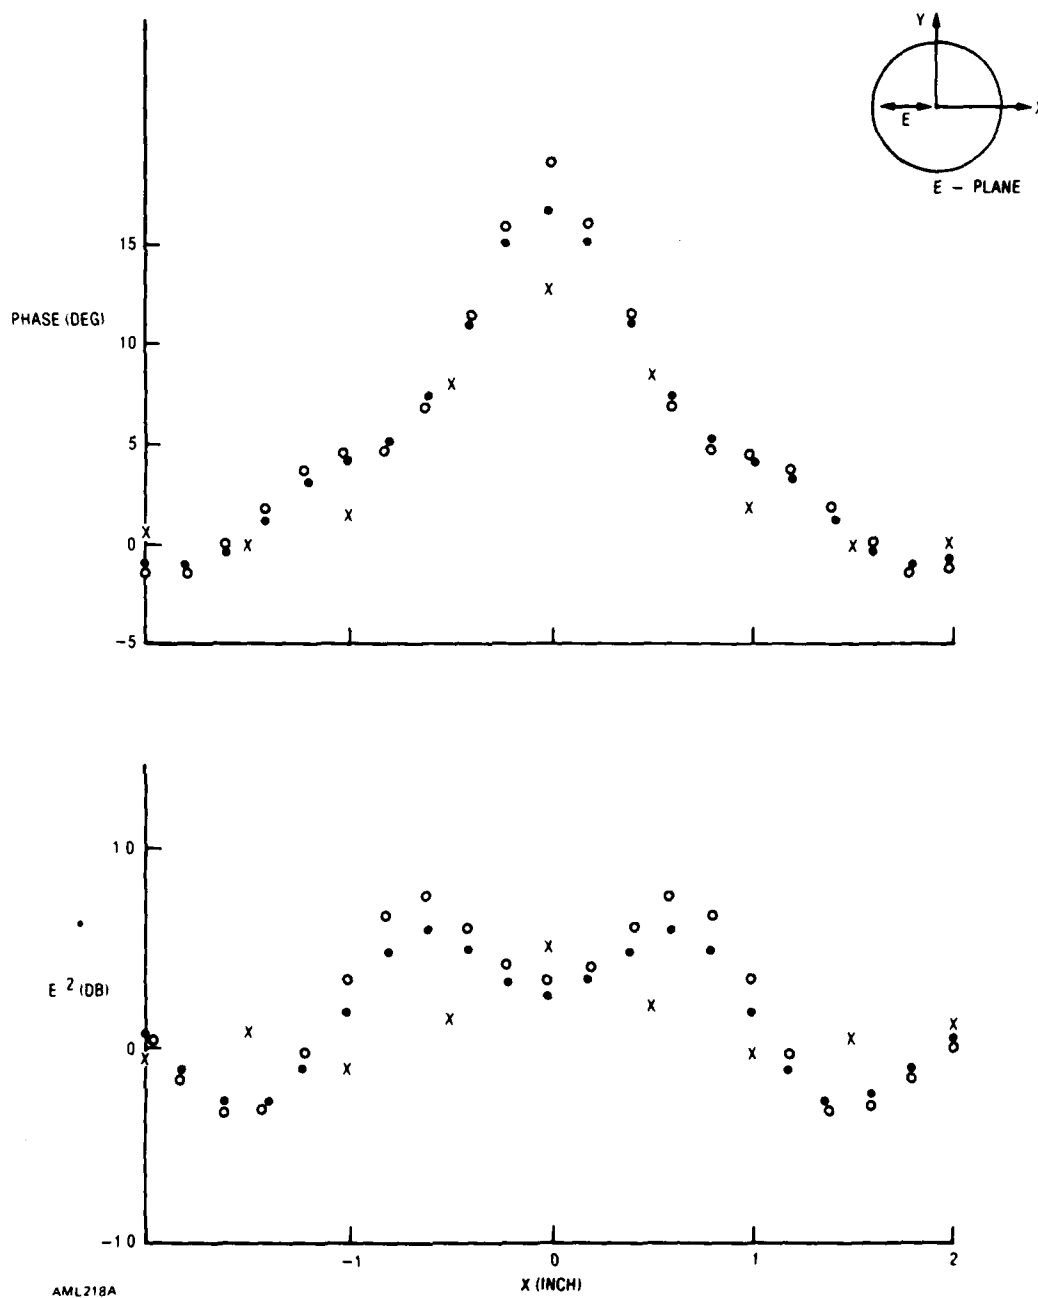 Y
X
E
E – PLANE
15
PHASE (DEG)
10
5
0
-5
10
E 2 (DB)
0
-10
-1 0 1 2
X (INCH)
AML218A